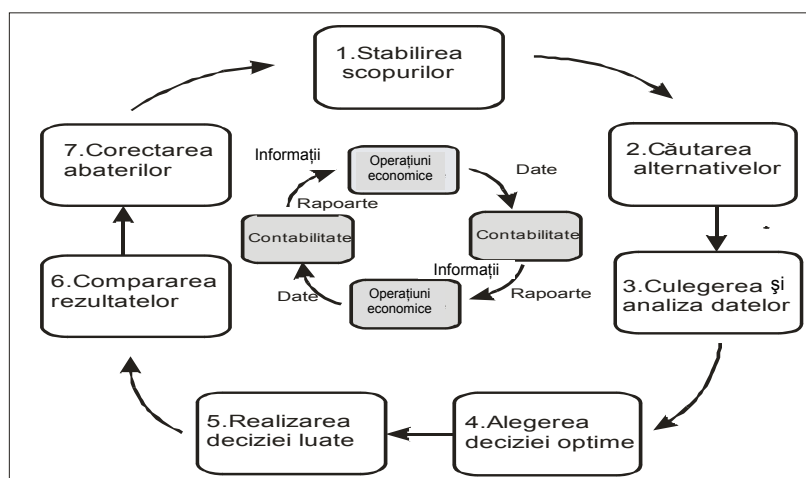 1.Stabilirea
scopurilor
2.Căutarea
alternativelor
3.Culegerea şi
analiza datelor
4.Alegerea
deciziei optime
5.Realizarea
deciziei luate
6.Compararea
rezultatelor
7.Corectarea
abaterilor
Informații
Operațiuni
economice
Date
Rapoarte
Contabilitate
Contabilitate
Informații
Date
Operațiuni
economice
Rapoarte